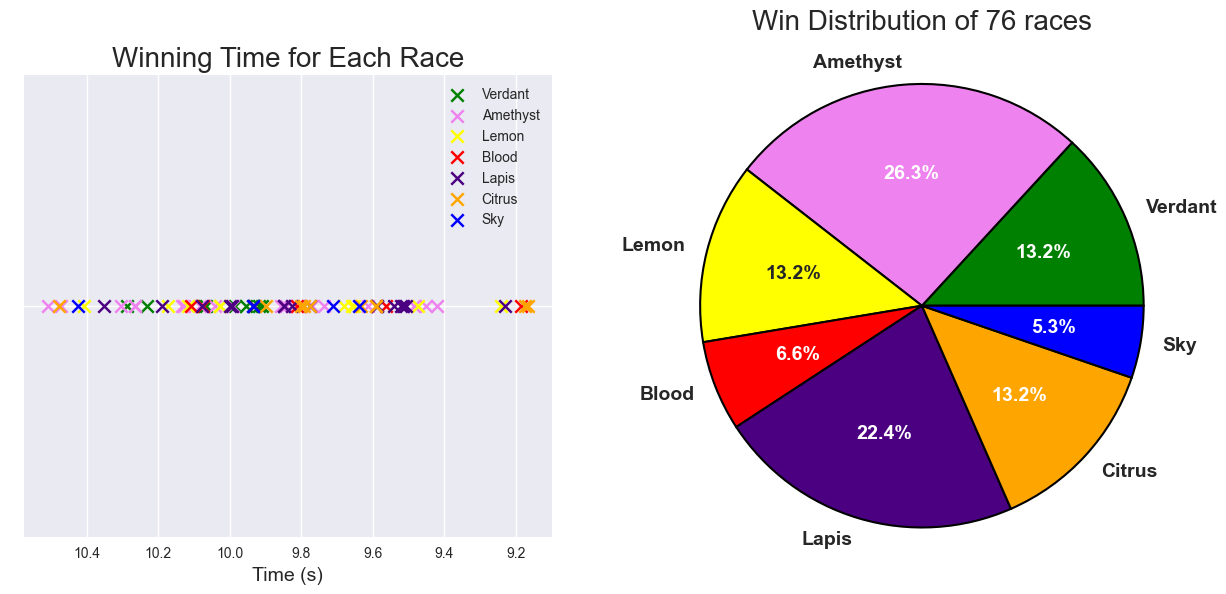 Winning Time for Each Race
Verdant
Amethyst
Lemon
Blood
Lapis
Citrus
Sky
10.4 10.2 10.0 9.8 9.6 9.4 9.2
Time (s)
Win Distribution of 76 races
Amethyst
26.3%
Verdant
13.2%
Lemon
13.2%
Sky
5.3%
Blood
6.6%
Citrus
13.2%
Lapis
22.4%